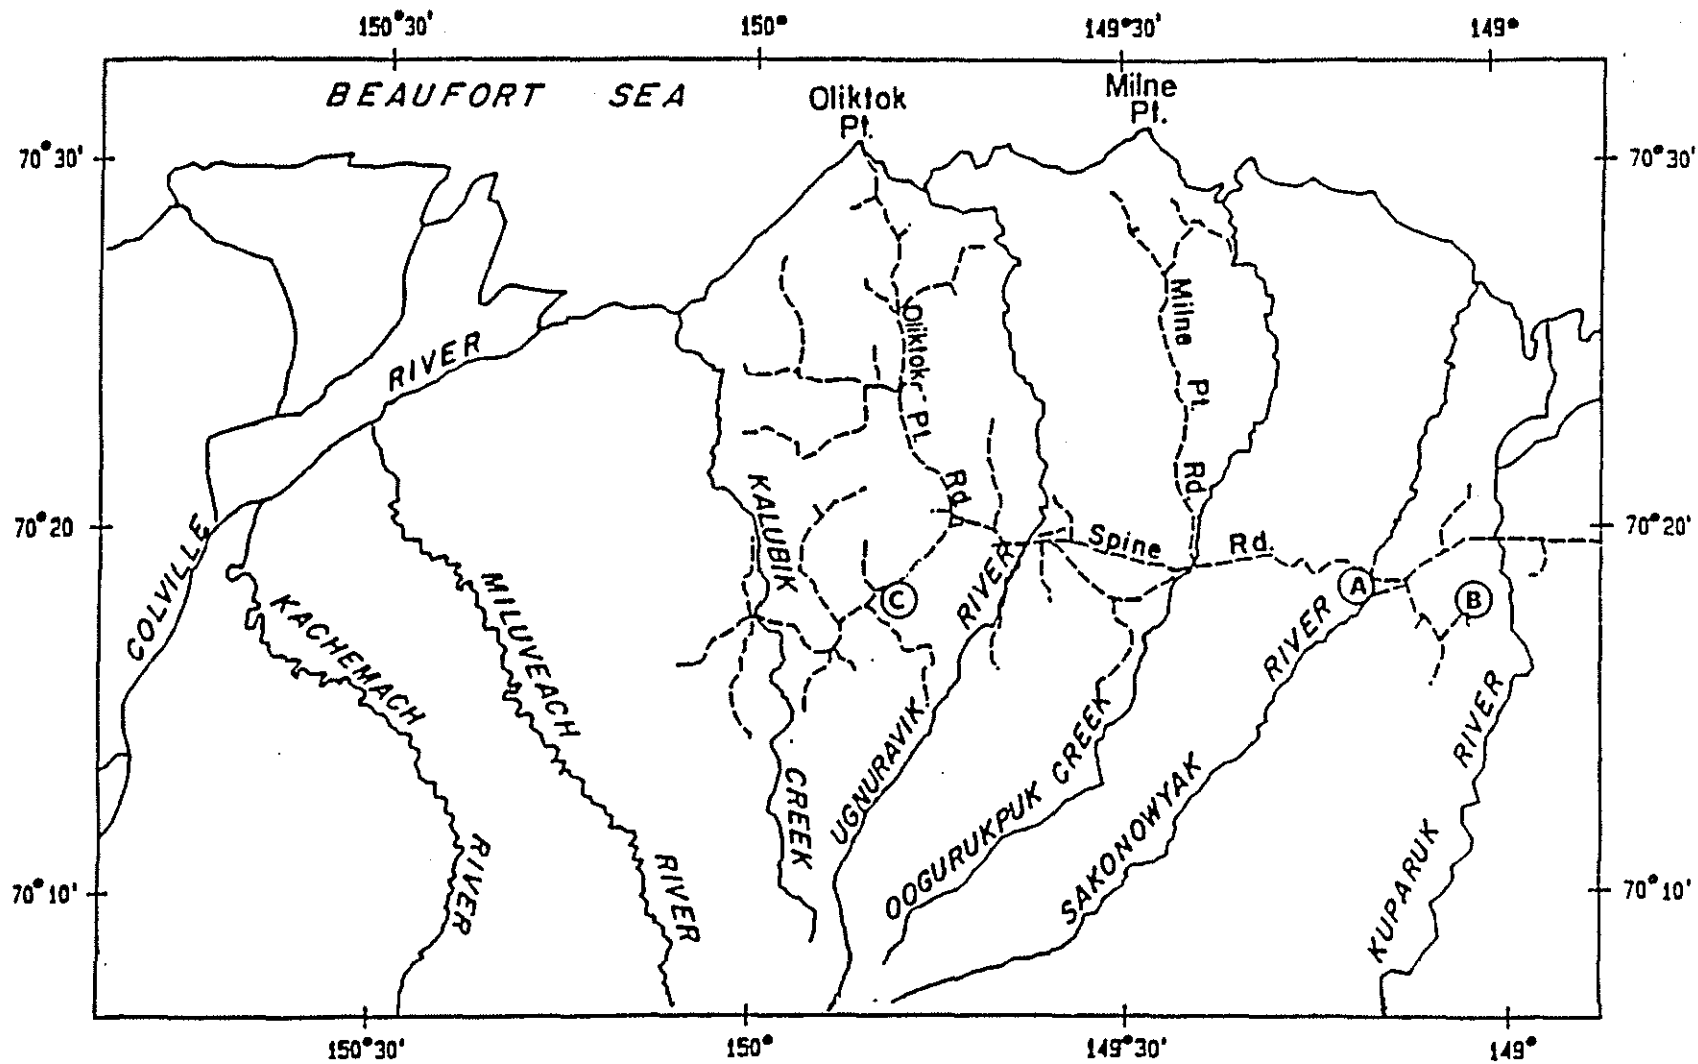 150°30'
150°
149°30'
149°
BEAUFORT SEA
Oliktok
Pt.
Milne
Pt.
70°30'
70°30'
RIVER
Oliktok
Pt.
Rd.
Milne
Pt.
Rd
KALUBIK
70°20'
70°20'
Spine Rd.
COLVILLE
KACHEMACH
MILUVEACH
C
RIVER
A
B
RIVER
RIVER
UGNURAVIK
CREEK
CREEK
OOGURUKPUK
SAKONOWYAK
KUPARUK
RIVER
RIVER
70°10'
70°10'
150°30'
150°
149°30'
149°